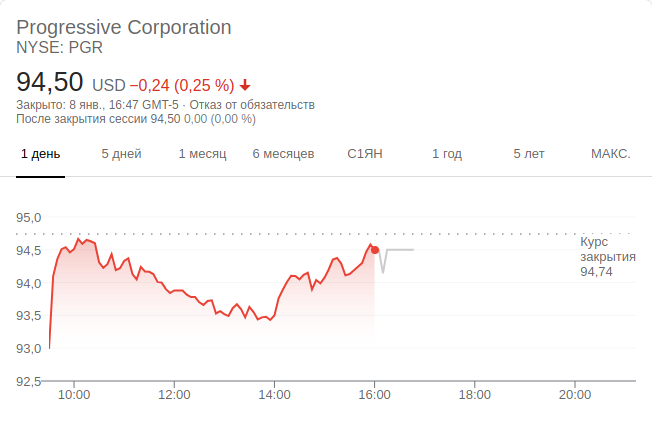 Progressive Corporation
NYSE: PGR
94,50 USD −0,24 (0,25 %)
Закрыто: 8 янв., 16:47 GMT-5 · Отказ от обязательств
После закрытия сессии 94,50 0,00 (0,00 %)
1 день 5 дней 1 месяц 6 месяцев С1ЯН 1 год 5 лет МАКС.
95,0
94,5
94,0
93,5
93,0
92,5
Курс
закрытия
94,74
10:00 12:00 14:00 16:00 18:00 20:00